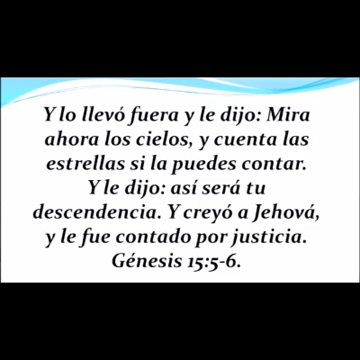 Y lo llevó fuera y le dijo: Mira
ahora los cielos, y cuenta las
estrellas si la puedes contar.
Y le dijo: así será tu
descendencia. Y creyó a Jehová,
y le fue contado por justicia.
Génesis 15:5-6.